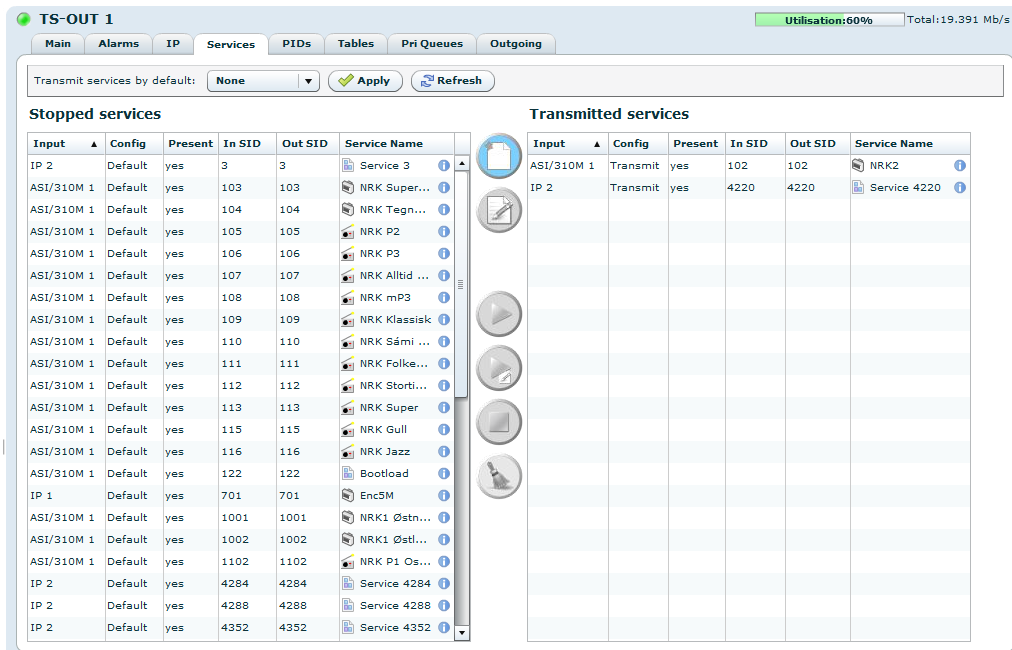 TS-OUT 1
Utilisation:60% Total:19.391 Mb/s
Main Alarms IP Services PIDs Tables Pri Queues Outgoing
Transmit services by default: None Apply Refresh
Stopped services
Input Config Present In SID Out SID Service Name
IP 2 Default yes 3 3 Service 3
ASI/310M 1 Default yes 103 103 NRK Super...
ASI/310M 1 Default yes 104 104 NRK Tegn...
ASI/310M 1 Default yes 105 105 NRK P2
ASI/310M 1 Default yes 106 106 NRK P3
ASI/310M 1 Default yes 107 107 NRK Alltid ...
ASI/310M 1 Default yes 108 108 NRK mP3
ASI/310M 1 Default yes 109 109 NRK Klassisk
ASI/310M 1 Default yes 110 110 NRK Sámi ...
ASI/310M 1 Default yes 111 111 NRK Folke...
ASI/310M 1 Default yes 112 112 NRK Storti...
ASI/310M 1 Default yes 113 113 NRK Super
ASI/310M 1 Default yes 115 115 NRK Gull
ASI/310M 1 Default yes 116 116 NRK Jazz
ASI/310M 1 Default yes 122 122 Bootload
IP 1 Default yes 701 701 Enc5M
ASI/310M 1 Default yes 1001 1001 NRK1 Østn...
ASI/310M 1 Default yes 1002 1002 NRK1 Østl...
ASI/310M 1 Default yes 1102 1102 NRK P1 Os...
IP 2 Default yes 4284 4284 Service 4284
IP 2 Default yes 4288 4288 Service 4288
IP 2 Default yes 4352 4352 Service 4352
Transmitted services
Input Config Present In SID Out SID Service Name
ASI/310M 1 Transmit yes 102 102 NRK2
IP 2 Transmit yes 4220 4220 Service 4220